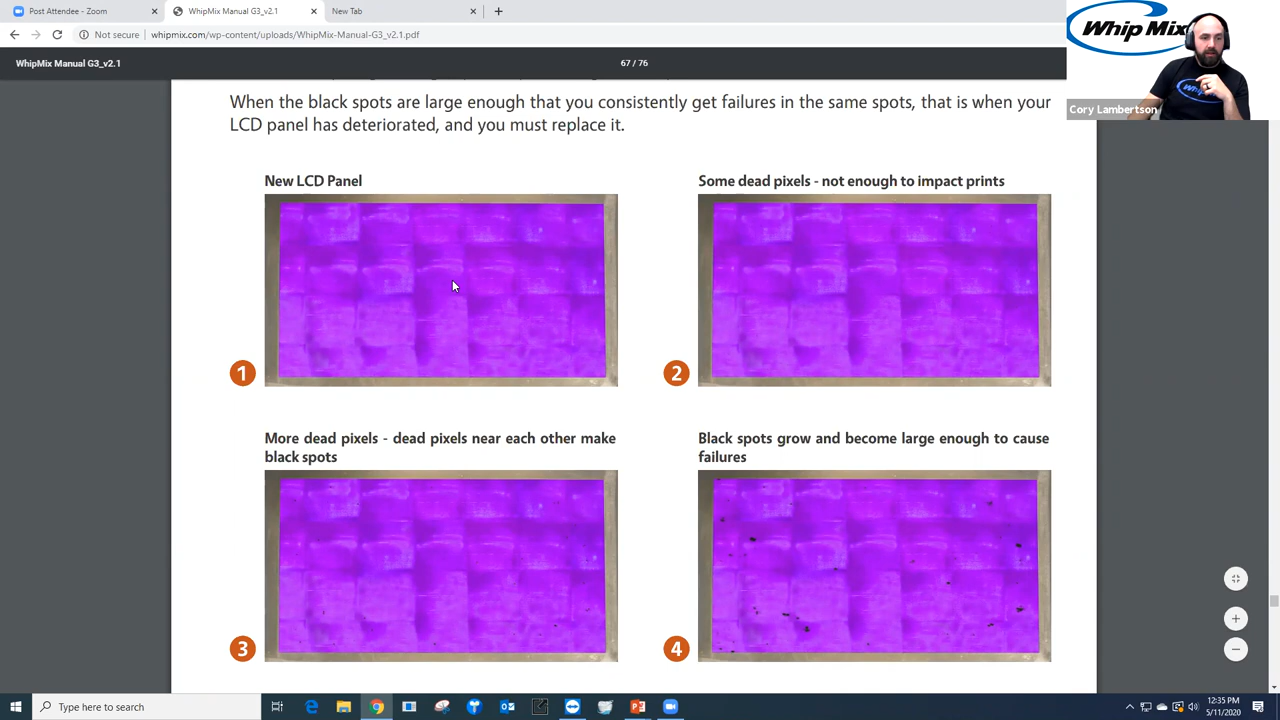 Post Attendee - Zoom
WhipMix Manual G3_v2.1
New Tab
Not secure
whipmix.com/wp-content/uploads/WhipMix-Manual-G3_v2.1.pdf
WhipMix Manual G3_v2.1
67 / 76
Whip Mix
Cory Lambertson
When the black spots are large enough that you consistently get failures in the same spots, that is when your
LCD panel has deteriorated, and you must replace it.
New LCD Panel
Some dead pixels - not enough to impact prints
1
2
More dead pixels - dead pixels near each other make
black spots
Black spots grow and become large enough to cause
failures
3
4
Type here to search
12:35 PM
5/11/2020